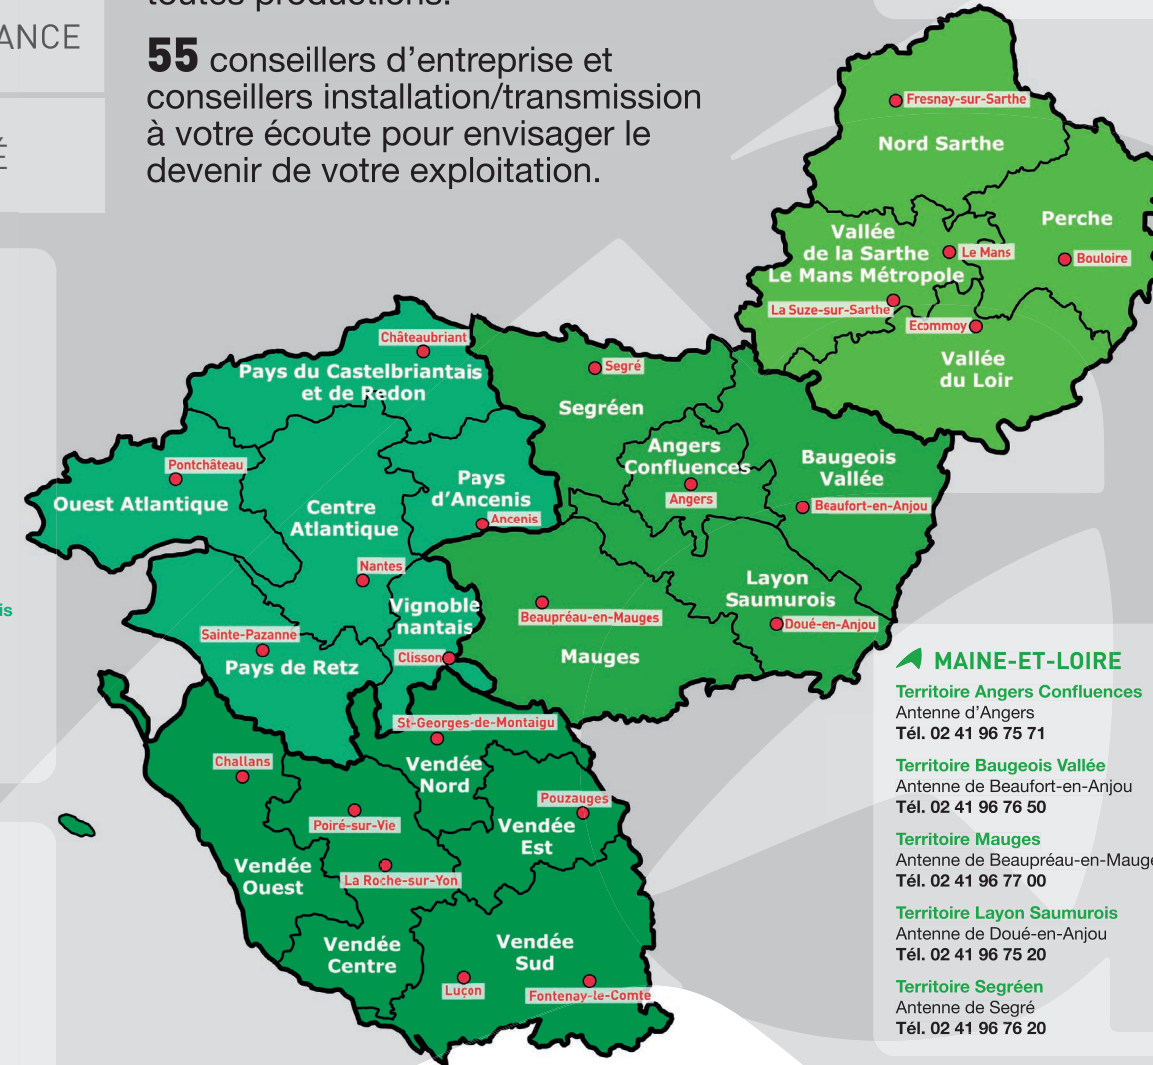 toutes productions.
ANCE
55 conseillers d’entreprise et
conseillers installation/transmission
à votre écoute pour envisager le
devenir de votre exploitation.
É
is
Fresnay-sur-Sarthe
Nord Sarthe
Perche
Vallée
de la Sarthe
Le Mans Métropole
Le Mans
Bouloire
La Suze-sur-Sarthe
Ecommoy
Vallée
du Loir
Châteaubriant
Pays du Castelbriantais
et de Redon
Segré
Segréen
Angers
Confluences
Angers
Baugeois
Vallée
Beaufort-en-Anjou
Pontchâteau
Ouest Atlantique
Centre
Atlantique
Pays
d’Ancenis
Ancenis
Nantes
Vignoble
nantais
Clisson
Layon
Saumurois
Doué-en-Anjou
Beaupréau-en-Mauges
Mauges
Sainte-Pazanne
Pays de Retz
St-Georges-de-Montaigu
Vendée
Nord
Challans
Poiré-sur-Vie
Pouzauges
Vendée
Est
Vendée
Ouest
La Roche-sur-Yon
Vendée
Centre
Vendée
Sud
Luçon
Fontenay-le-Comte
MAINE-ET-LOIRE
Territoire Angers Confluences
Antenne d’Angers
Tél. 02 41 96 75 71
Territoire Baugeois Vallée
Antenne de Beaufort-en-Anjou
Tél. 02 41 96 76 50
Territoire Mauges
Antenne de Beaupréau-en-Mauge
Tél. 02 41 96 77 00
Territoire Layon Saumurois
Antenne de Doué-en-Anjou
Tél. 02 41 96 75 20
Territoire Segréen
Antenne de Segré
Tél. 02 41 96 76 20